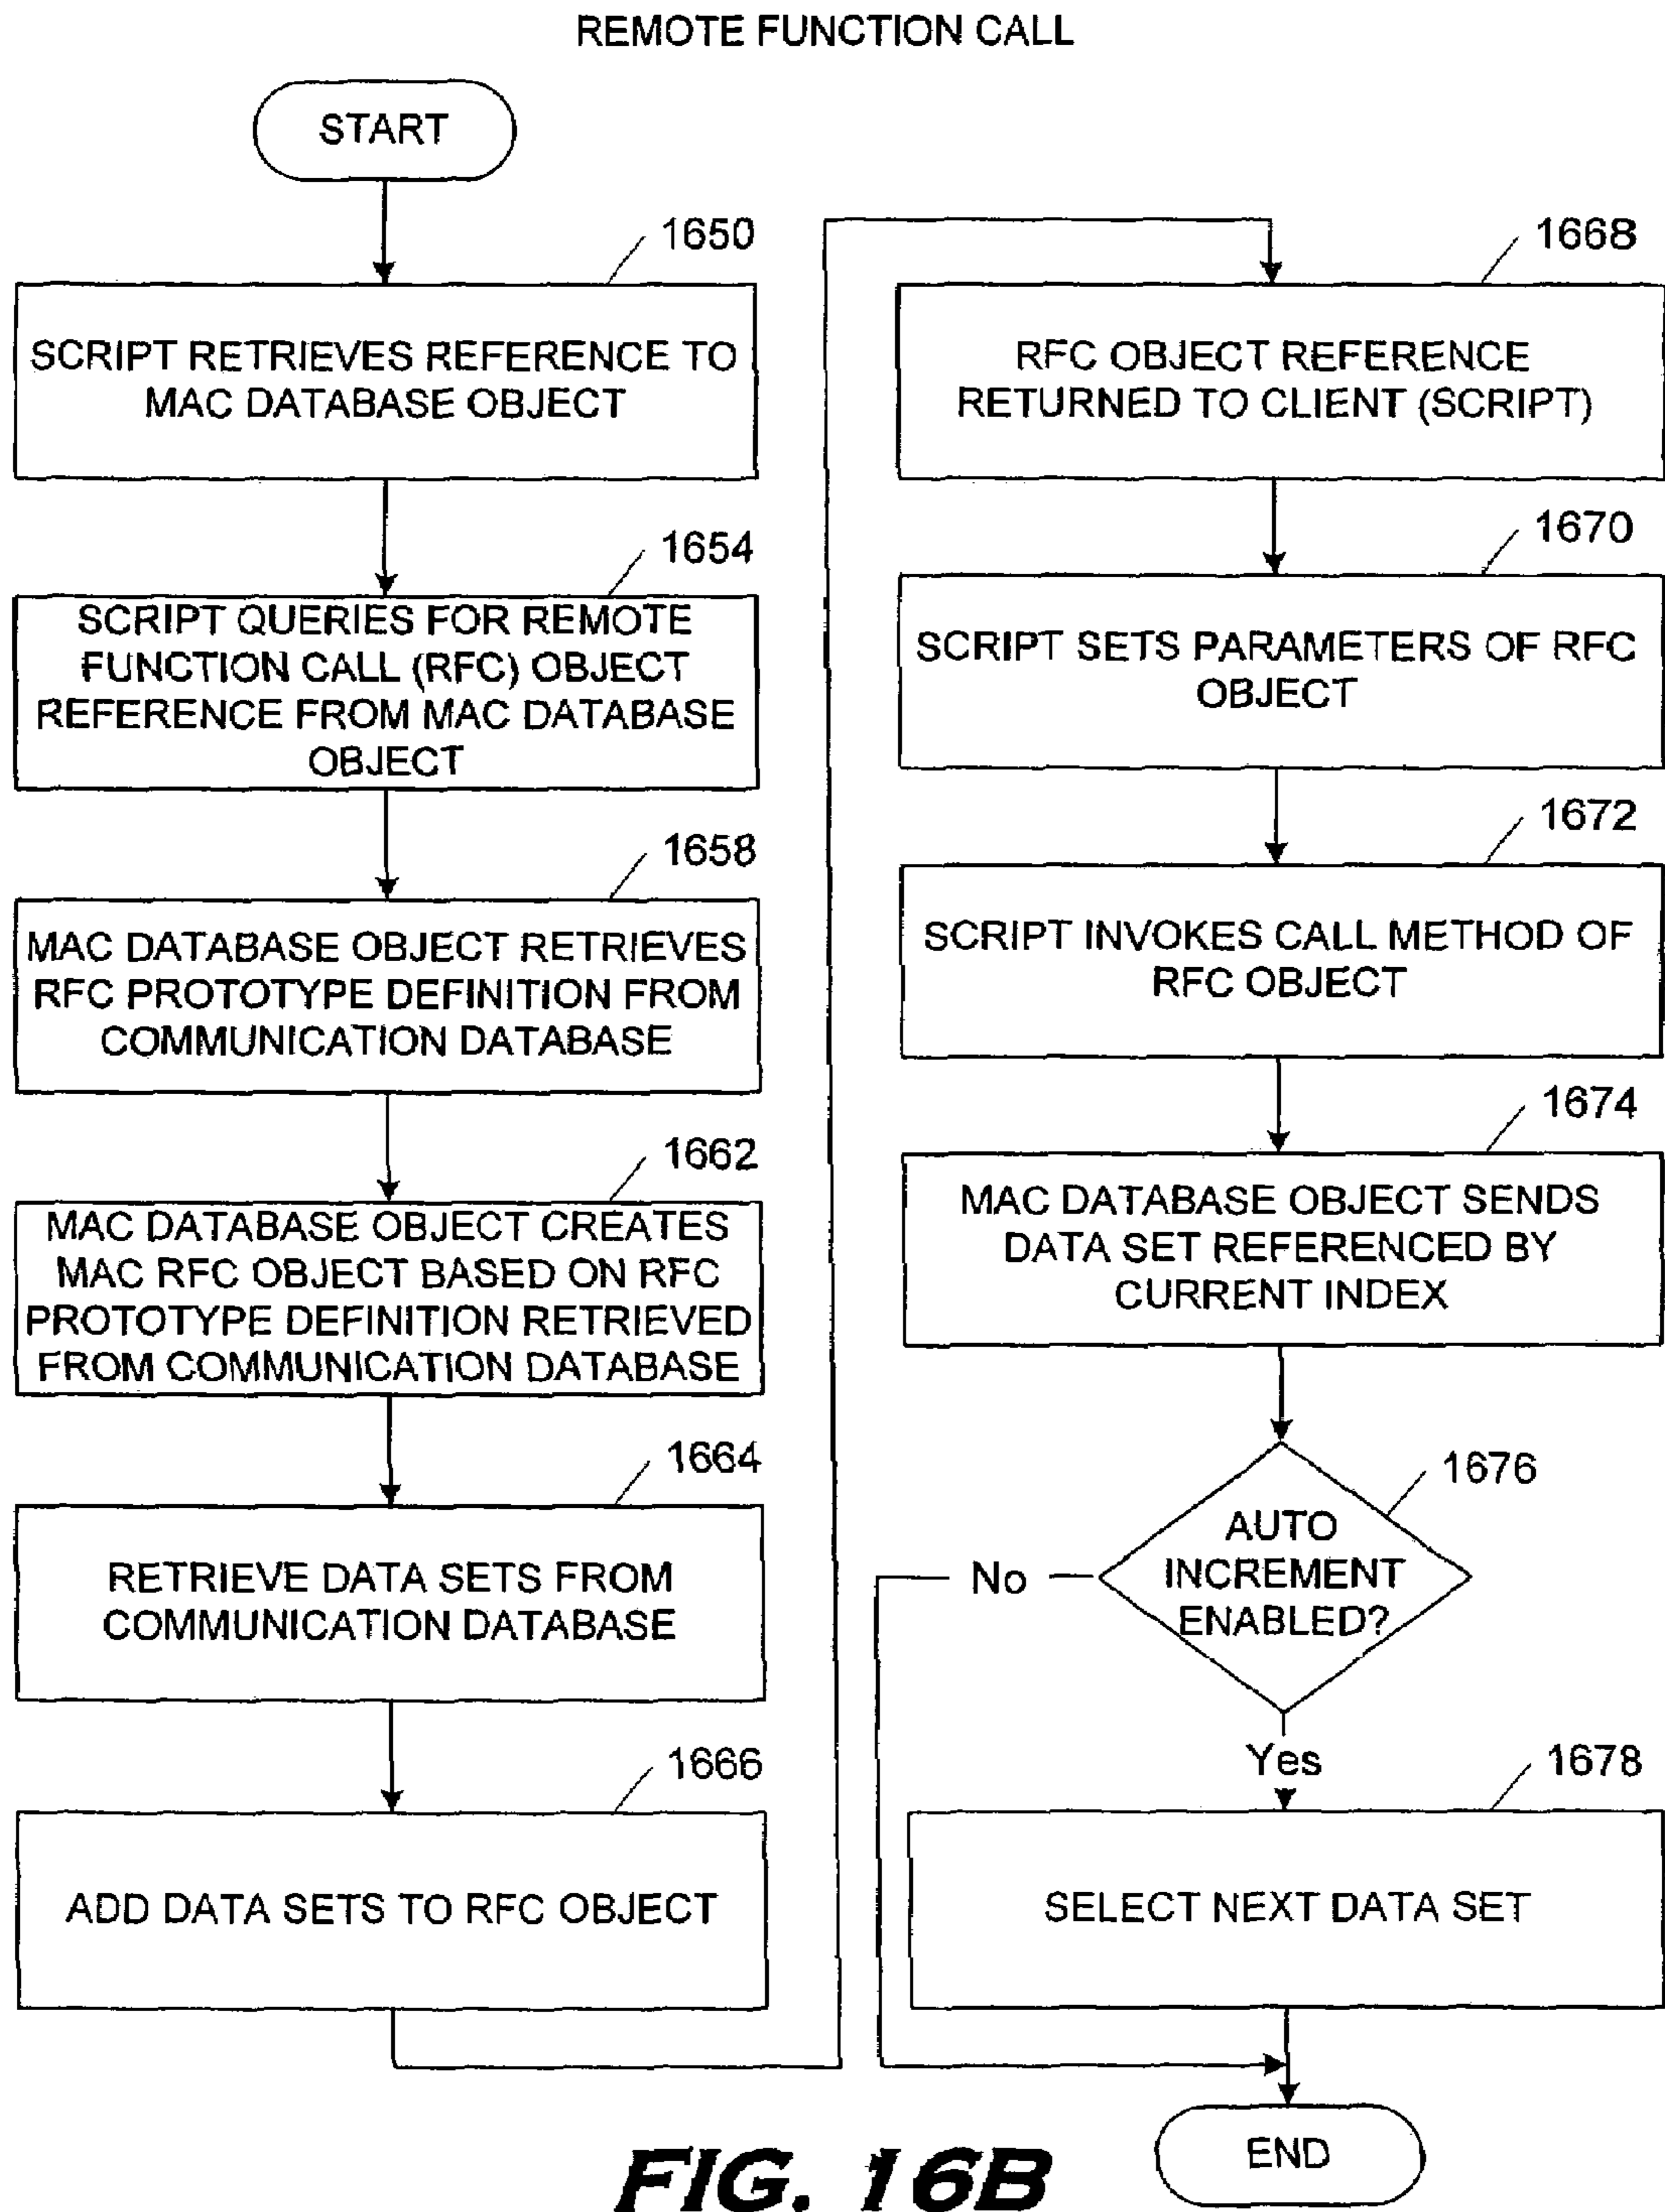 REMOTE FUNCTION CALL
START
1650
SCRIPT RETRIEVES REFERENCE TO
MAC DATABASE OBJECT
1654
SCRIPT QUERIES FOR REMOTE
FUNCTION CALL (RFC) OBJECT
REFERENCE FROM MAC DATABASE
OBJECT
1658
MAC DATABASE OBJECT RETRIEVES
RFC PROTOTYPE DEFINITION FROM
COMMUNICATION DATABASE
1662
MAC DATABASE OBJECT CREATES
MAC RFC OBJECT BASED ON RFC
PROTOTYPE DEFINITION RETRIEVED
FROM COMMUNICATION DATABASE
1664
RETRIEVE DATA SETS FROM
COMMUNICATION DATABASE
1666
ADD DATA SETS TO RFC OBJECT
1668
RFC OBJECT REFERENCE
RETURNED TO CLIENT (SCRIPT)
1670
SCRIPT SETS PARAMETERS OF RFC
OBJECT
1672
SCRIPT INVOKES CALL METHOD OF
RFC OBJECT
1674
MAC DATABASE OBJECT SENDS
DATA SET REFERENCED BY
CURRENT INDEX
1676
AUTO
INCREMENT
ENABLED?
No
Yes
1678
SELECT NEXT DATA SET
END
FIG. 16B